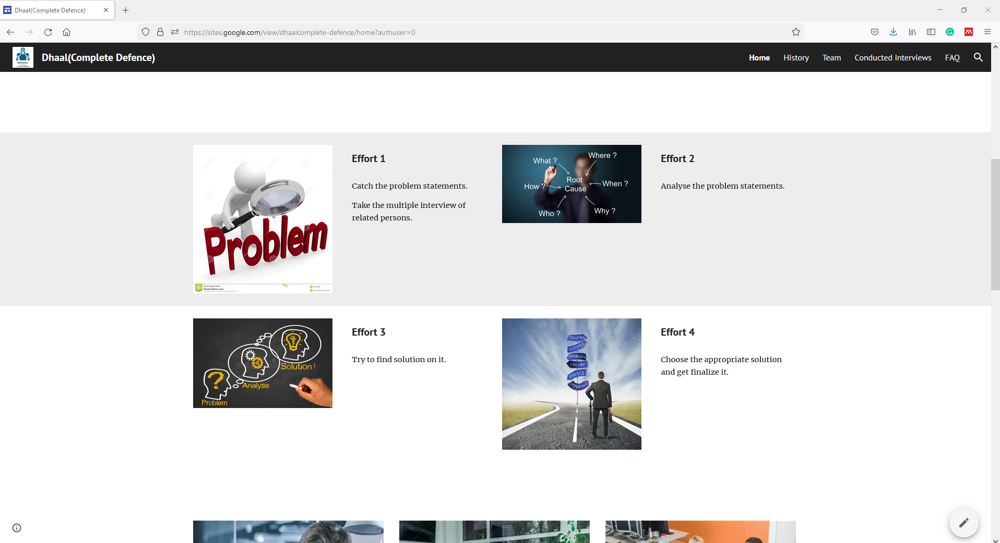 Dhaal(Complete Defence)
https://sites.google.com/view/dhaalcomplete-defence/home?authuser=0
DHAAL
Dhaal(Complete Defence)
Home
History
Team
Conducted Interviews
FAQ
Problem
Download from
Dreamstime.com
Effort 1
Catch the problem statements.
Take the multiple interview of
related persons.
What ?
Where ?
How ?
Root
Cause
When ?
Who ?
Why ?
Effort 2
Analyse the problem statements.
Problem
Analyse
Solution !
Effort 3
Try to find solution on it.
SOLUTION
SUCCESS
PROBLEM
FAILURE
CRISIS
OPPORTUNITY
Effort 4
Choose the appropriate solution
and get finalize it.